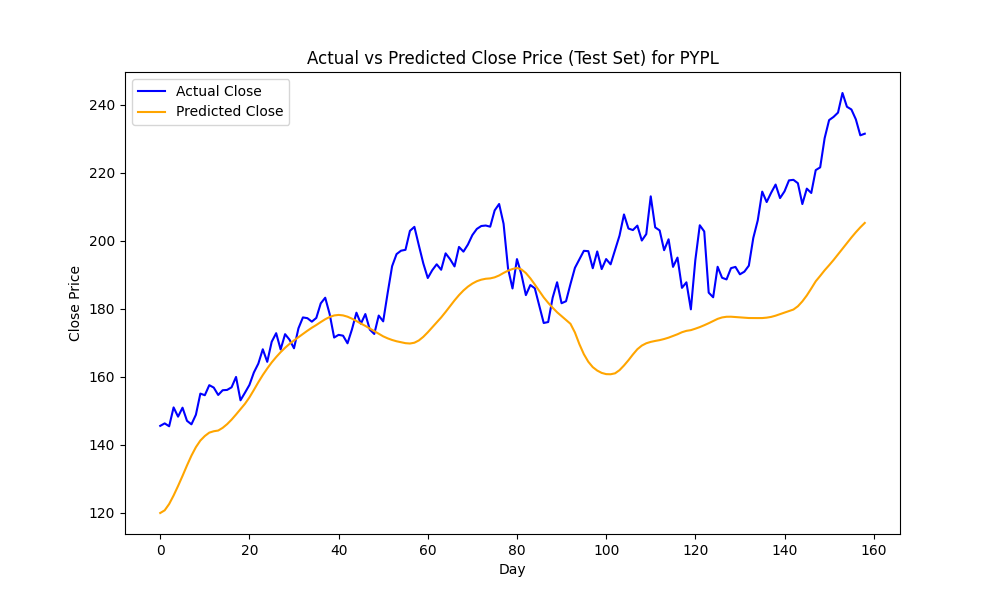 Actual vs Predicted Close Price (Test Set) for PYPL
Actual Close
Predicted Close
Close Price
240
220
200
180
160
140
120
0 20 40 60 80 100 120 140 160
Day